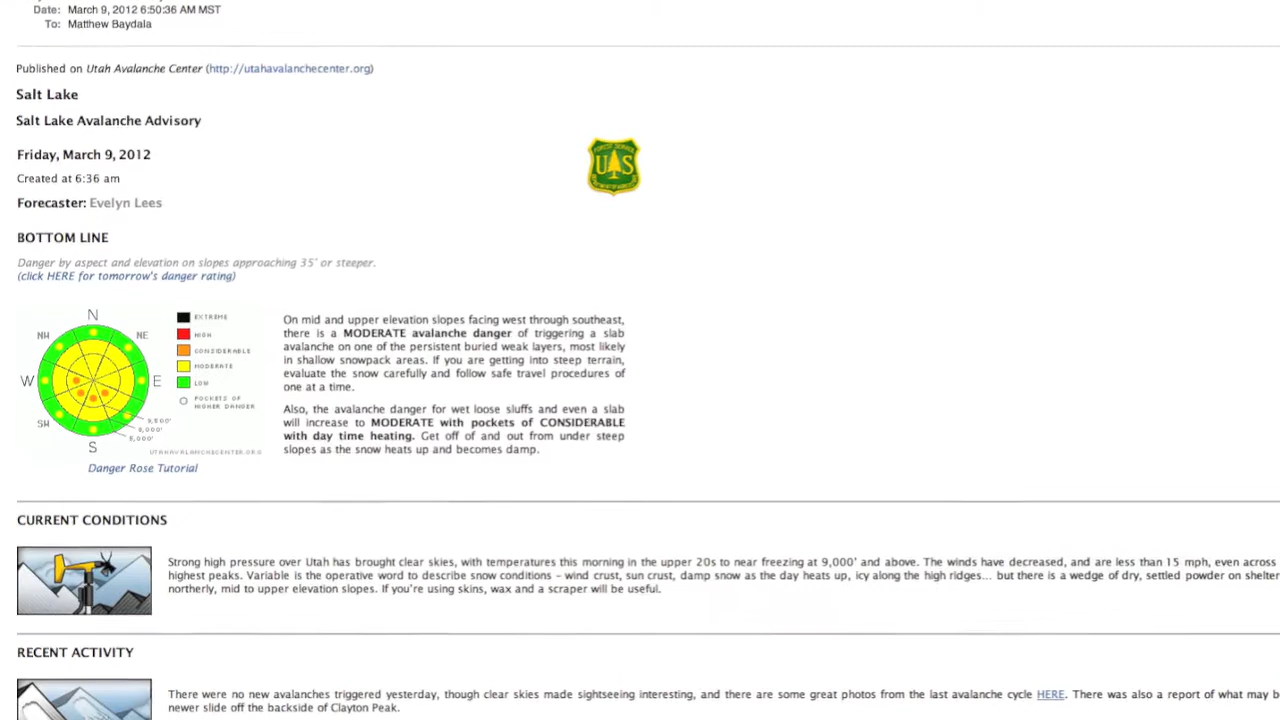 Date: March 9, 2012 6:50:36 AM MST
To: Matthew Baydala
Published on Utah Avalanche Center (http://utahavalanchecenter.org)
Salt Lake
Salt Lake Avalanche Advisory
Friday, March 9, 2012
Created at 6:36 am
Forecaster: Evelyn Lees
FOREST SERVICE
U S
DEPARTMENT OF AGRICULTURE
BOTTOM LINE
Danger by aspect and elevation on slopes approaching 35° or steeper.
(click HERE for tomorrow's danger rating)
N
NW
NE
W
E
SW
S
9,500'
8,000'
EXTREME
HIGH
CONSIDERABLE
MODERATE
LOW
POCKETS OF
HIGHER DANGER
UTAHAVALANCHECENTER.ORG
Danger Rose Tutorial
On mid and upper elevation slopes facing west through southeast,
there is a MODERATE avalanche danger of triggering a slab
avalanche on one of the persistent buried weak layers, most likely
in shallow snowpack areas. If you are getting into steep terrain,
evaluate the snow carefully and follow safe travel procedures of
one at a time.
Also, the avalanche danger for wet loose sluffs and even a slab
will increase to MODERATE with pockets of CONSIDERABLE
with day time heating. Get off of and out from under steep
slopes as the snow heats up and becomes damp.
CURRENT CONDITIONS
Strong high pressure over Utah has brought clear skies, with temperatures this morning in the upper 20s to near freezing at 9,000' and above. The winds have decreased, and are less than 15 mph, even across
highest peaks. Variable is the operative word to describe snow conditions - wind crust, sun crust, damp snow as the day heats up, icy along the high ridges... but there is a wedge of dry, settled powder on shelter
northerly, mid to upper elevation slopes. If you're using skins, wax and a scraper will be useful.
RECENT ACTIVITY
There were no new avalanches triggered yesterday, though clear skies made sightseeing interesting, and there are some great photos from the last avalanche cycle HERE. There was also a report of what may b
newer slide off the backside of Clayton Peak.